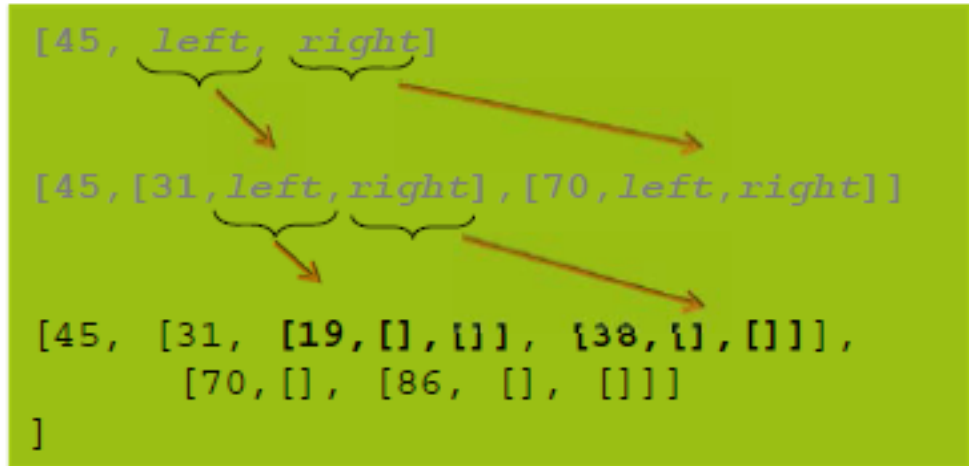 [45, left, right]
[45,[31,left,right],[70,left,right]]
[45, [31, [19,[],[]], [38,[],[]]],
[70,[], [86, [], []]]
]